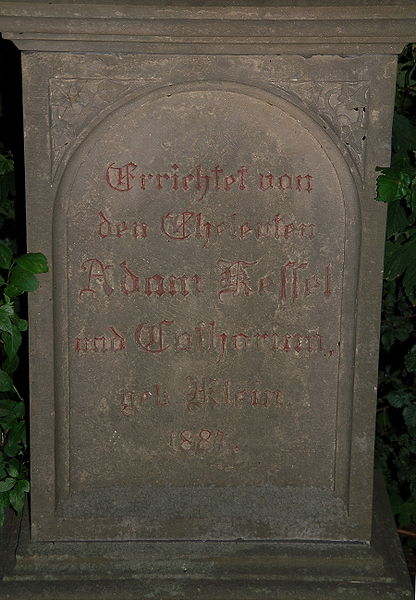 Errichtet von
den Eheleuten
Adam Kessel
und Catharina,
geb. Klein.